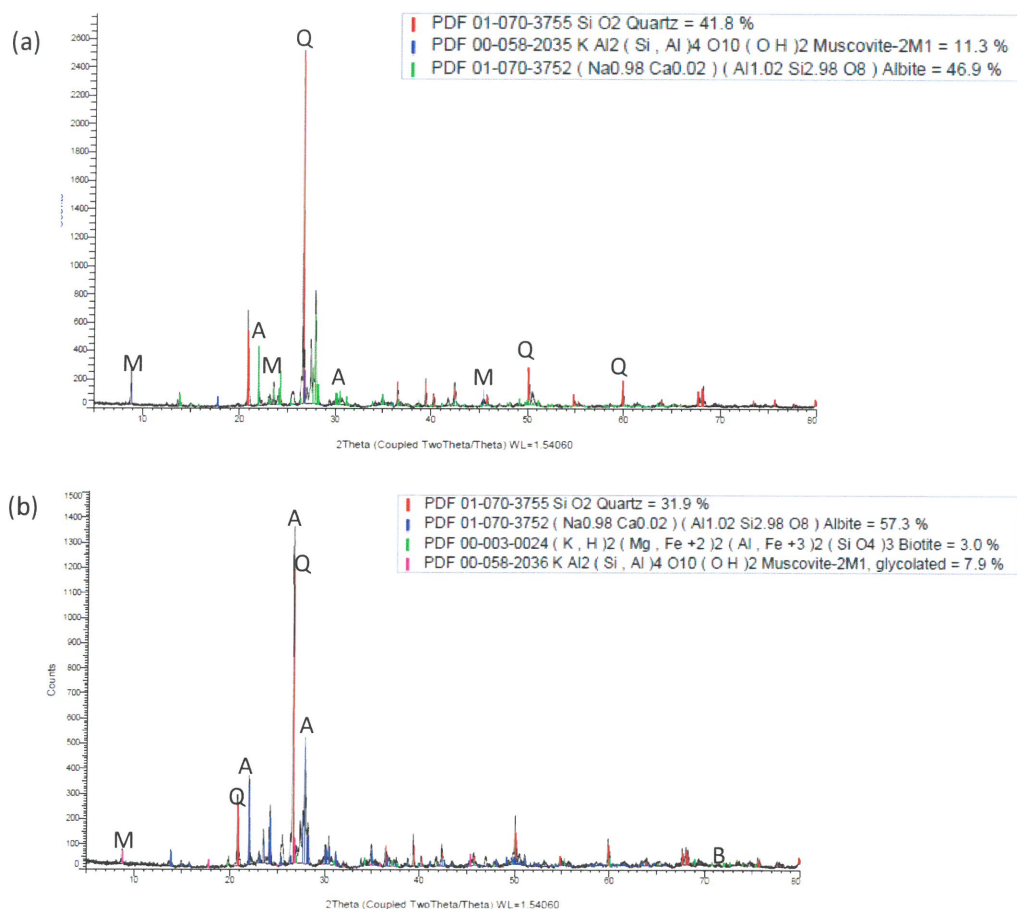 (a)
PDF 01-070-3755 Si O2 Quartz = 41.8 %
PDF 00-058-2035 K Al2 ( Si , Al )4 O10 ( O H )2 Muscovite-2M1 = 11.3 %
PDF 01-070-3752 ( Na0.98 Ca0.02 ) ( Al1.02 Si2.98 O8 ) Albite = 46.9 %
Q
2600
2400
2200
2000
1800
1600
1400
1200
1000
800
600
400
200
0
M A M A M Q Q
10 20 30 40 50 60 70 80
2Theta (Coupled TwoTheta/Theta) WL=1.54060
(b)
PDF 01-070-3755 Si O2 Quartz = 31.9 %
PDF 01-070-3752 ( Na0.98 Ca0.02 ) ( Al1.02 Si2.98 O8 ) Albite = 57.3 %
PDF 00-003-0024 ( K , H )2 ( Mg , Fe +2 )2 ( Al , Fe +3 )2 ( Si O4 )3 Biotite = 3.0 %
PDF 00-058-2036 K Al2 ( Si , Al )4 O10 ( O H )2 Muscovite-2M1, glycolated = 7.9 %
Counts
1500
1400
1300
1200
1100
1000
900
800
700
600
500
400
300
200
100
0
A
Q
A
A
Q
M
B
10 20 30 40 50 60 70 80
2Theta (Coupled TwoTheta/Theta) WL=1.54060